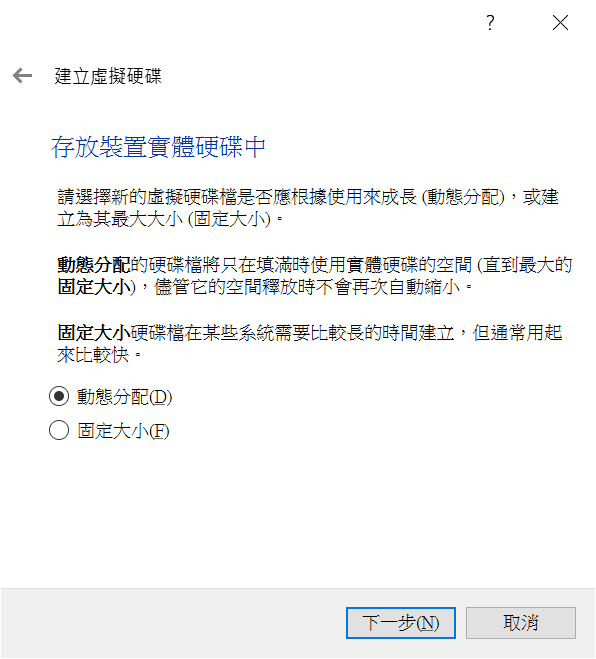 ?
建立虛擬硬碟
存放裝置實體硬碟中
請選擇新的虛擬硬碟檔是否應根據使用來成長 (動態分配)，或建
立為其最大大小 (固定大小)。
動態分配的硬碟檔將只在填滿時使用實體硬碟的空間 (直到最大的
固定大小)，儘管它的空間釋放時不會再次自動縮小。
固定大小硬碟檔在某些系統需要比較長的時間建立，但通常用起
來比較快。
動態分配(D)
固定大小(F)
下一步(N)
取消